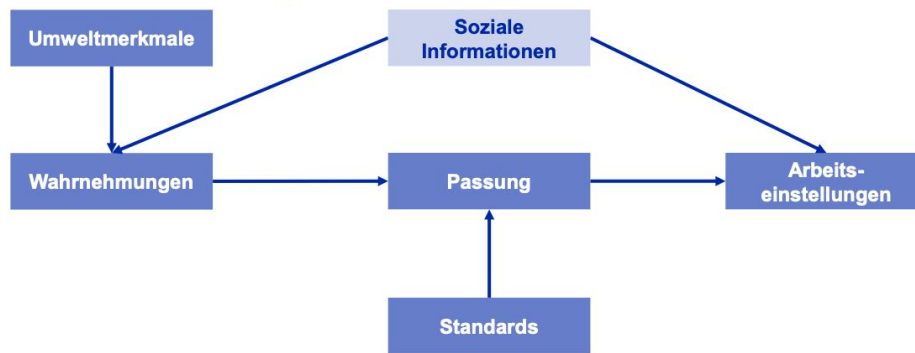 Umweltmerkmale
Soziale
Informationen
Wahrnehmungen
Passung
Arbeits-
einstellungen
Standards